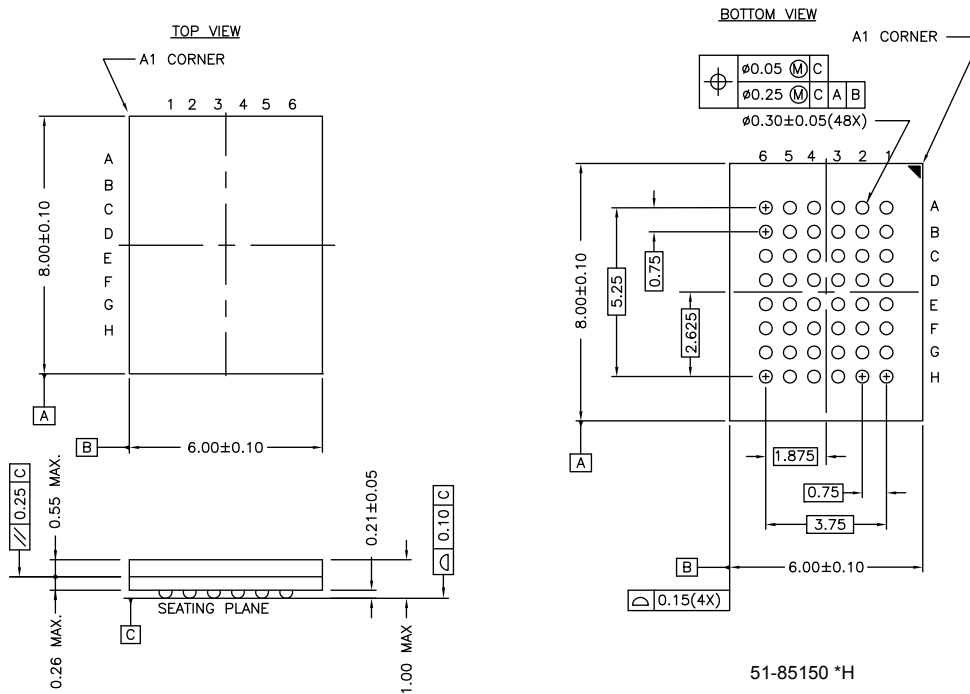 TOP VIEW
A1 CORNER
1 2 3 4 5 6
A
B
C
D
E
F
G
H
8.00±0.10
A
B
6.00±0.10
// 0.25 C
0.55 MAX.
0.21±0.05
⌓ 0.10 C
SEATING PLANE
C
0.26 MAX.
1.00 MAX
BOTTOM VIEW
A1 CORNER
⌖ ⌀0.05 Ⓜ C
⌀0.25 Ⓜ C A B
⌀0.30±0.05(48X)
6 5 4 3 2 1
A
B
C
D
E
F
G
H
8.00±0.10
5.25
0.75
2.625
A
1.875
0.75
3.75
B
6.00±0.10
⌓ 0.15(4X)
51-85150 *H